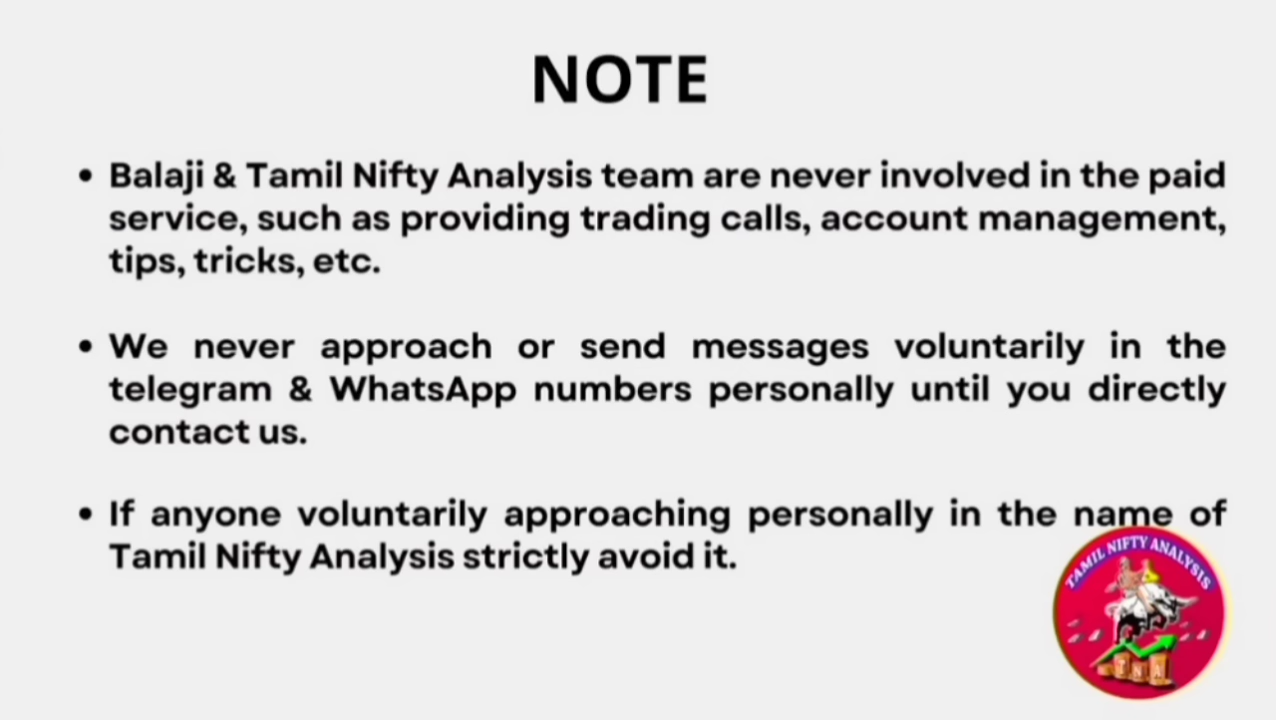 NOTE
• Balaji & Tamil Nifty Analysis team are never involved in the paid
service, such as providing trading calls, account management,
tips, tricks, etc.
• We never approach or send messages voluntarily in the
telegram & WhatsApp numbers personally until you directly
contact us.
• If anyone voluntarily approaching personally in the name of
Tamil Nifty Analysis strictly avoid it.
TAMIL NIFTY ANALYSIS